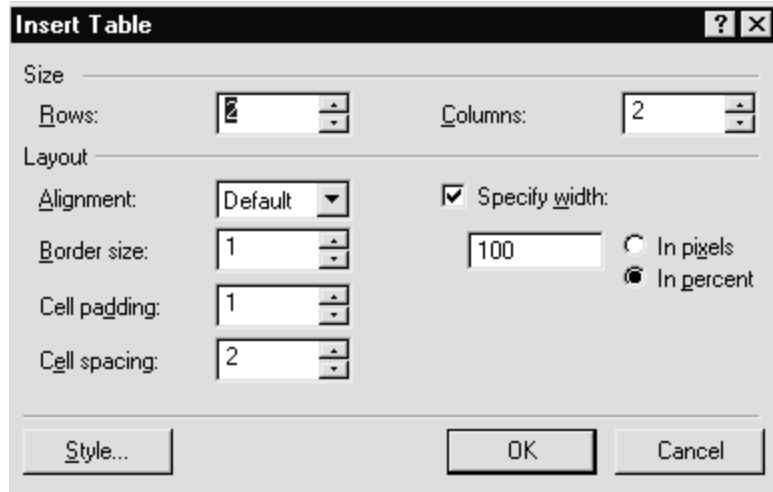 Insert Table
Size
Rows: 2 Columns: 2
Layout
Alignment: Default Specify width:
Border size: 1 100 In pixels
In percent
Cell padding: 1
Cell spacing: 2
Style... OK Cancel